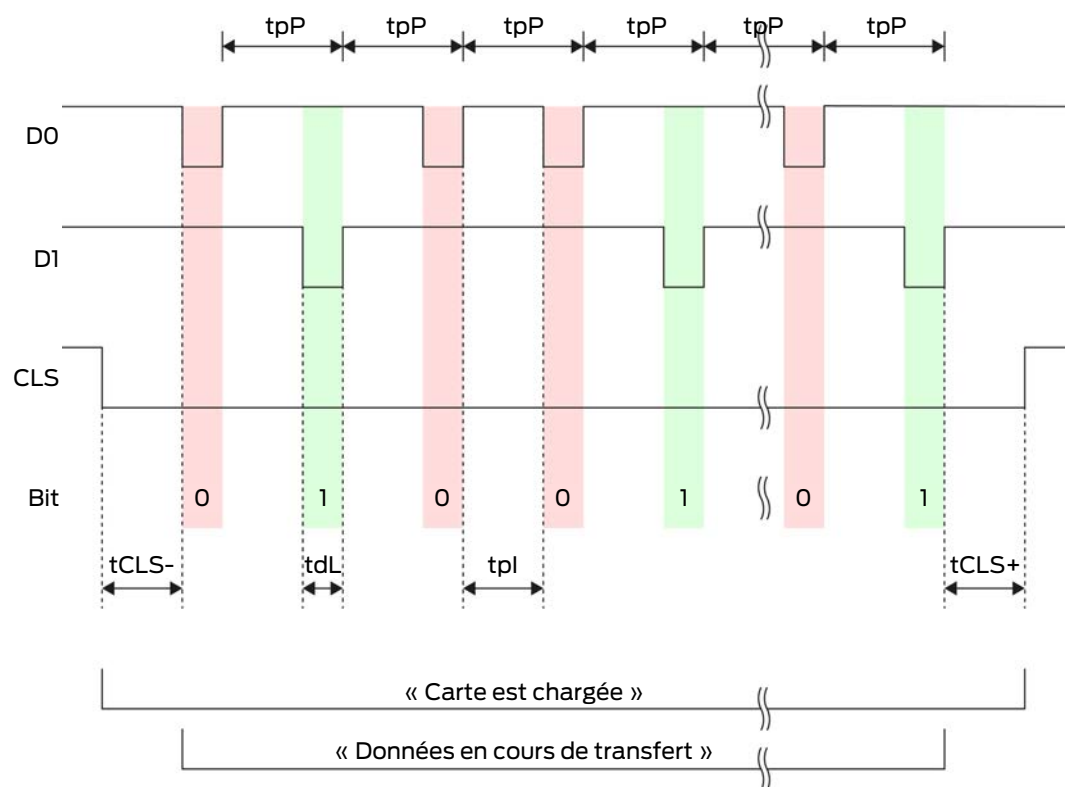 tpP tpP tpP tpP tpP tpP
D0
D1
CLS
Bit 0 1 0 0 1 0 1
tCLS- tdL tpl tCLS+
« Carte est chargée »
« Données en cours de transfert »